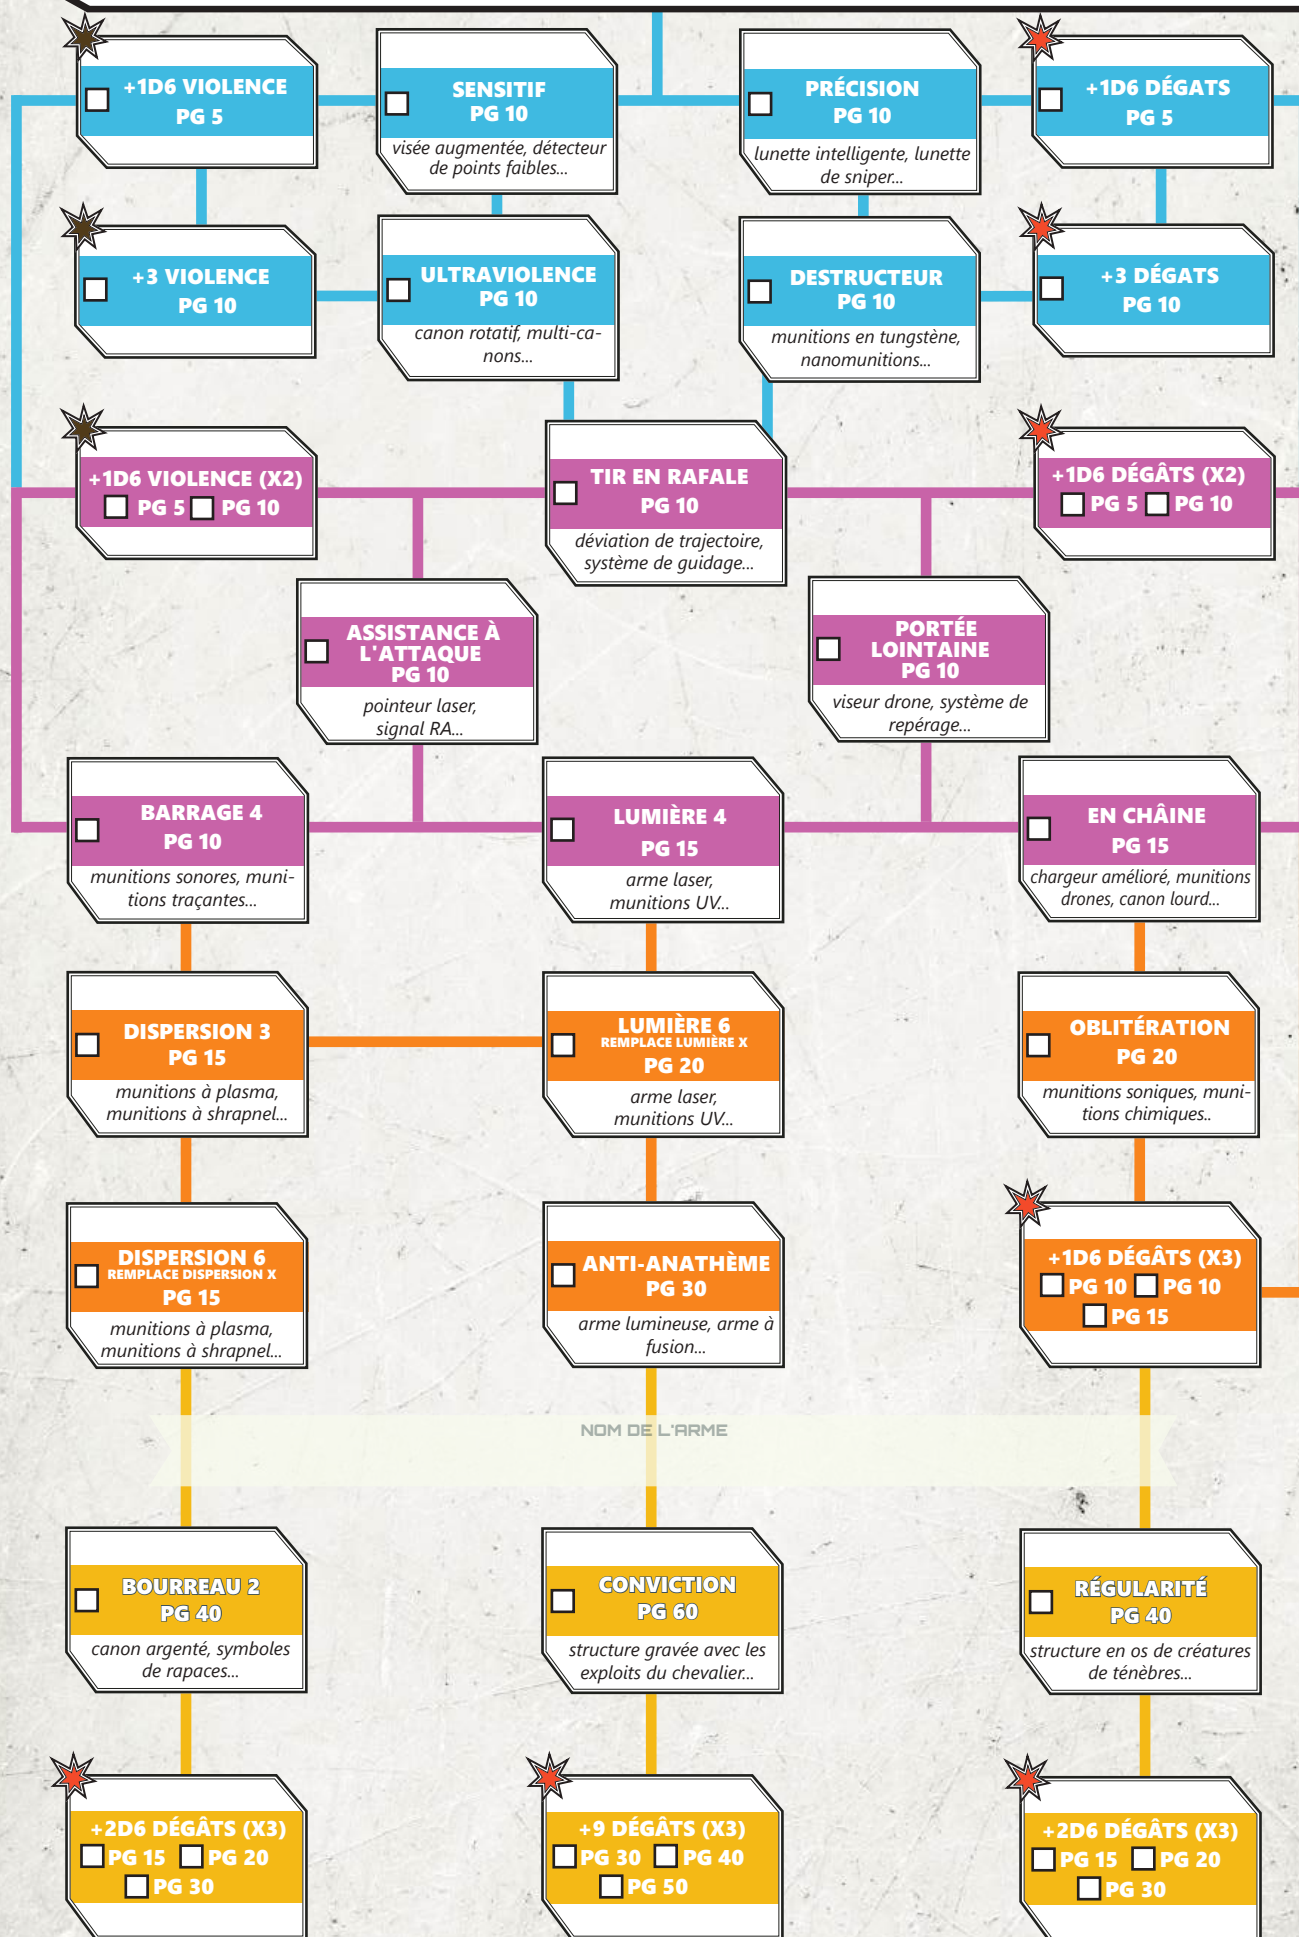 +1D6 VIOLENCE
PG 5
SENSITIF
PG 10
visée augmentée, détecteur
de points faibles...
PRÉCISION
PG 10
lunette intelligente, lunette
de sniper...
+1D6 DÉGATS
PG 5
+3 VIOLENCE
PG 10
ULTRAVIOLENCE
PG 10
canon rotatif, multi-ca-
nons...
DESTRUCTEUR
PG 10
munitions en tungstène,
nanomunitions...
+3 DÉGATS
PG 10
+1D6 VIOLENCE (X2)
PG 5 PG 10
TIR EN RAFALE
PG 10
déviation de trajectoire,
système de guidage...
+1D6 DÉGÂTS (X2)
PG 5 PG 10
ASSISTANCE À
L'ATTAQUE
PG 10
pointeur laser,
signal RA...
PORTÉE
LOINTAINE
PG 10
viseur drone, système de
repérage...
BARRAGE 4
PG 10
munitions sonores, muni-
tions traçantes...
LUMIÈRE 4
PG 15
arme laser,
munitions UV...
EN CHÂINE
PG 15
chargeur amélioré, munitions
drones, canon lourd...
DISPERSION 3
PG 15
munitions à plasma,
munitions à shrapnel...
LUMIÈRE 6
REMPLACE LUMIÈRE X
PG 20
arme laser,
munitions UV...
OBLITÉRATION
PG 20
munitions soniques, muni-
tions chimiques..
DISPERSION 6
REMPLACE DISPERSION X
PG 15
munitions à plasma,
munitions à shrapnel...
ANTI-ANATHÈME
PG 30
arme lumineuse, arme à
fusion...
+1D6 DÉGÂTS (X3)
PG 10 PG 10
PG 15
NOM DE L'ARME
BOURREAU 2
PG 40
canon argenté, symboles
de rapaces...
CONVICTION
PG 60
structure gravée avec les
exploits du chevalier...
RÉGULARITÉ
PG 40
structure en os de créatures
de ténèbres...
+2D6 DÉGÂTS (X3)
PG 15 PG 20
PG 30
+9 DÉGÂTS (X3)
PG 30 PG 40
PG 50
+2D6 DÉGÂTS (X3)
PG 15 PG 20
PG 30